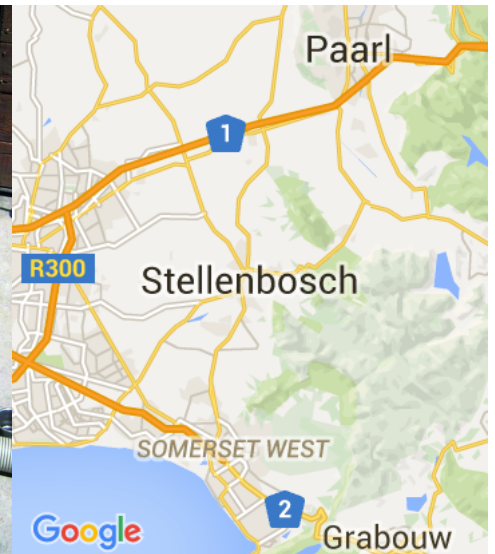 Paarl
1
R300
Stellenbosch
SOMERSET WEST
2
Google
Grabouw